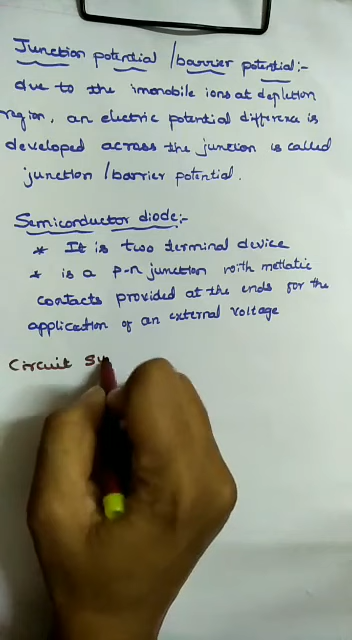 Junction potential /barrier potential:-
due to the immobile ions at depletion
region, an electric potential difference is
developed across the junction is called
junction /barrier potential.
Semiconductor diode:-
* It is two terminal device
* is a p-n junction with metlatic
contacts provided at the ends for the
application of an external voltage
Circuit Sy